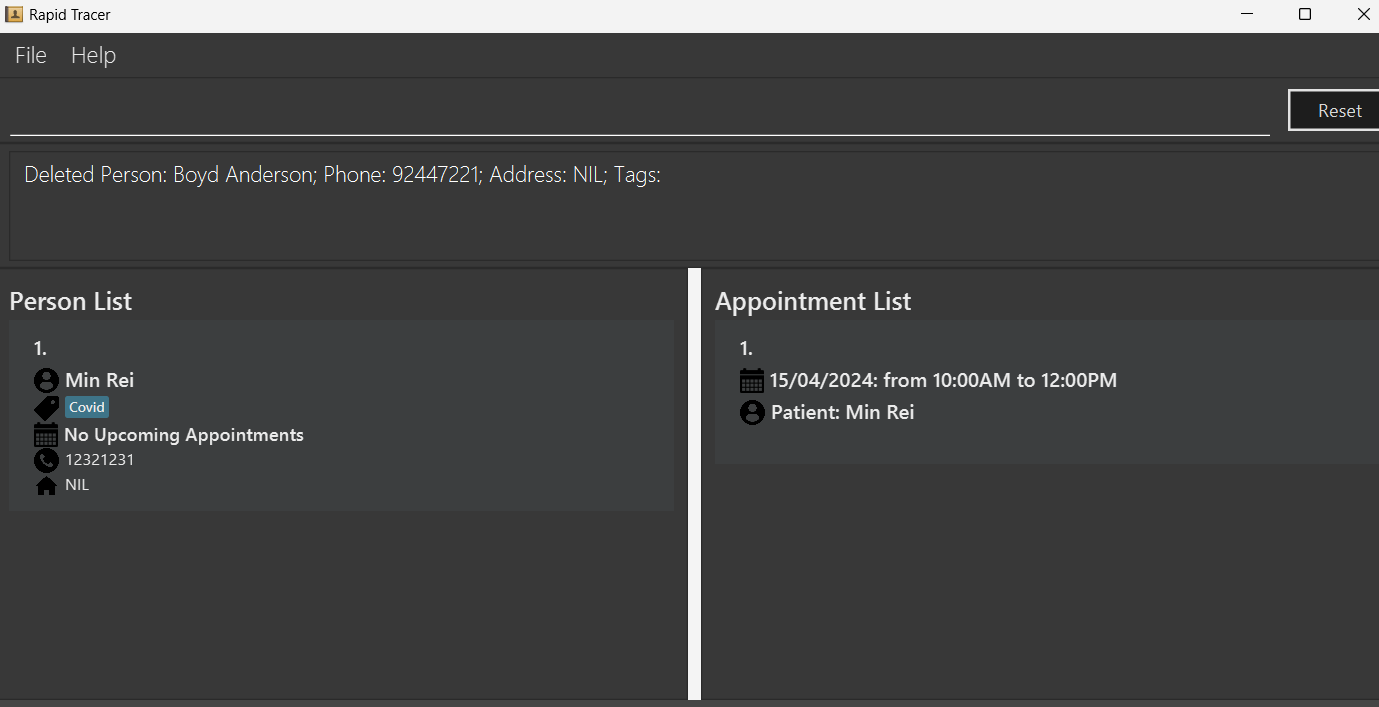 Rapid Tracer
File Help
Reset
Deleted Person: Boyd Anderson; Phone: 92447221; Address: NIL; Tags:
Person List
1.
Min Rei
Covid
No Upcoming Appointments
12321231
NIL
Appointment List
1.
15/04/2024: from 10:00AM to 12:00PM
Patient: Min Rei